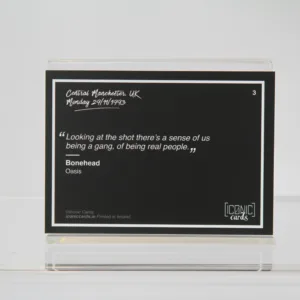 Central Manchester, UK
Monday 29/11/1993
3
“Looking at the shot there's a sense of us
being a gang, of being real people.”
Bonehead
Oasis
[ICONIC]
cards